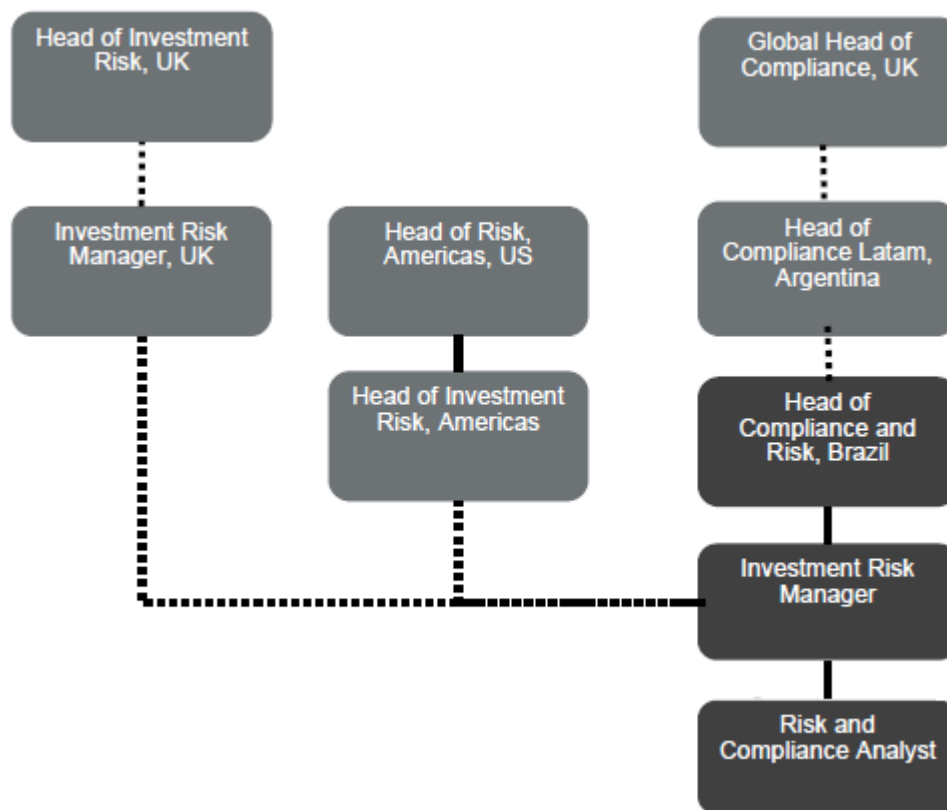 Head of Investment
Risk, UK
Global Head of
Compliance, UK
Investment Risk
Manager, UK
Head of Risk,
Americas, US
Head of
Compliance Latam,
Argentina
Head of Investment
Risk, Americas
Head of
Compliance and
Risk, Brazil
Investment Risk
Manager
Risk and
Compliance Analyst